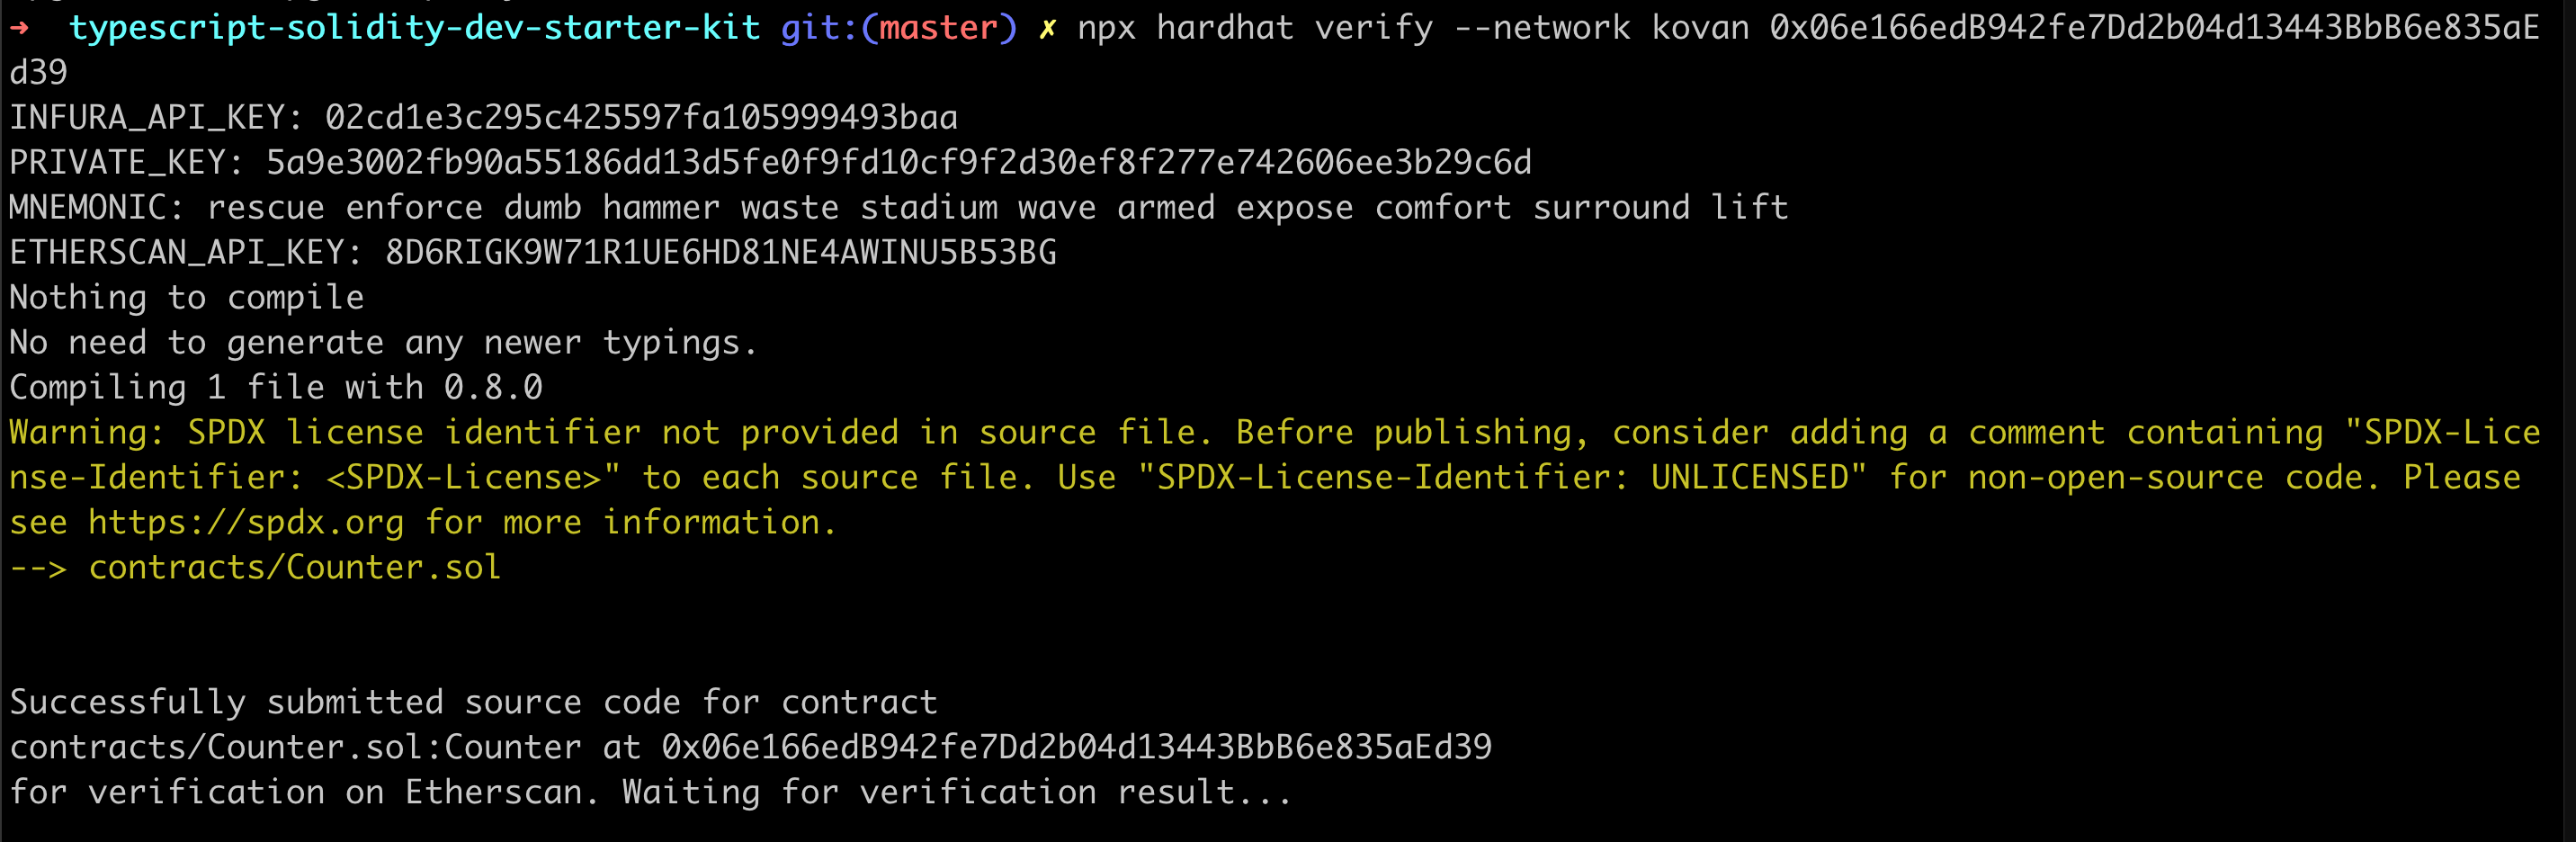 ➜ typescript-solidity-dev-starter-kit git:(master) ✗ npx hardhat verify --network kovan 0x06e166edB942fe7Dd2b04d13443BbB6e835aE
d39
INFURA_API_KEY: 02cd1e3c295c425597fa105999493baa
PRIVATE_KEY: 5a9e3002fb90a55186dd13d5fe0f9fd10cf9f2d30ef8f277e742606ee3b29c6d
MNEMONIC: rescue enforce dumb hammer waste stadium wave armed expose comfort surround lift
ETHERSCAN_API_KEY: 8D6RIGK9W71R1UE6HD81NE4AWINU5B53BG
Nothing to compile
No need to generate any newer typings.
Compiling 1 file with 0.8.0
Warning: SPDX license identifier not provided in source file. Before publishing, consider adding a comment containing "SPDX-Lice
nse-Identifier: <SPDX-License>" to each source file. Use "SPDX-License-Identifier: UNLICENSED" for non-open-source code. Please
see https://spdx.org for more information.
--> contracts/Counter.sol
Successfully submitted source code for contract
contracts/Counter.sol:Counter at 0x06e166edB942fe7Dd2b04d13443BbB6e835aEd39
for verification on Etherscan. Waiting for verification result...